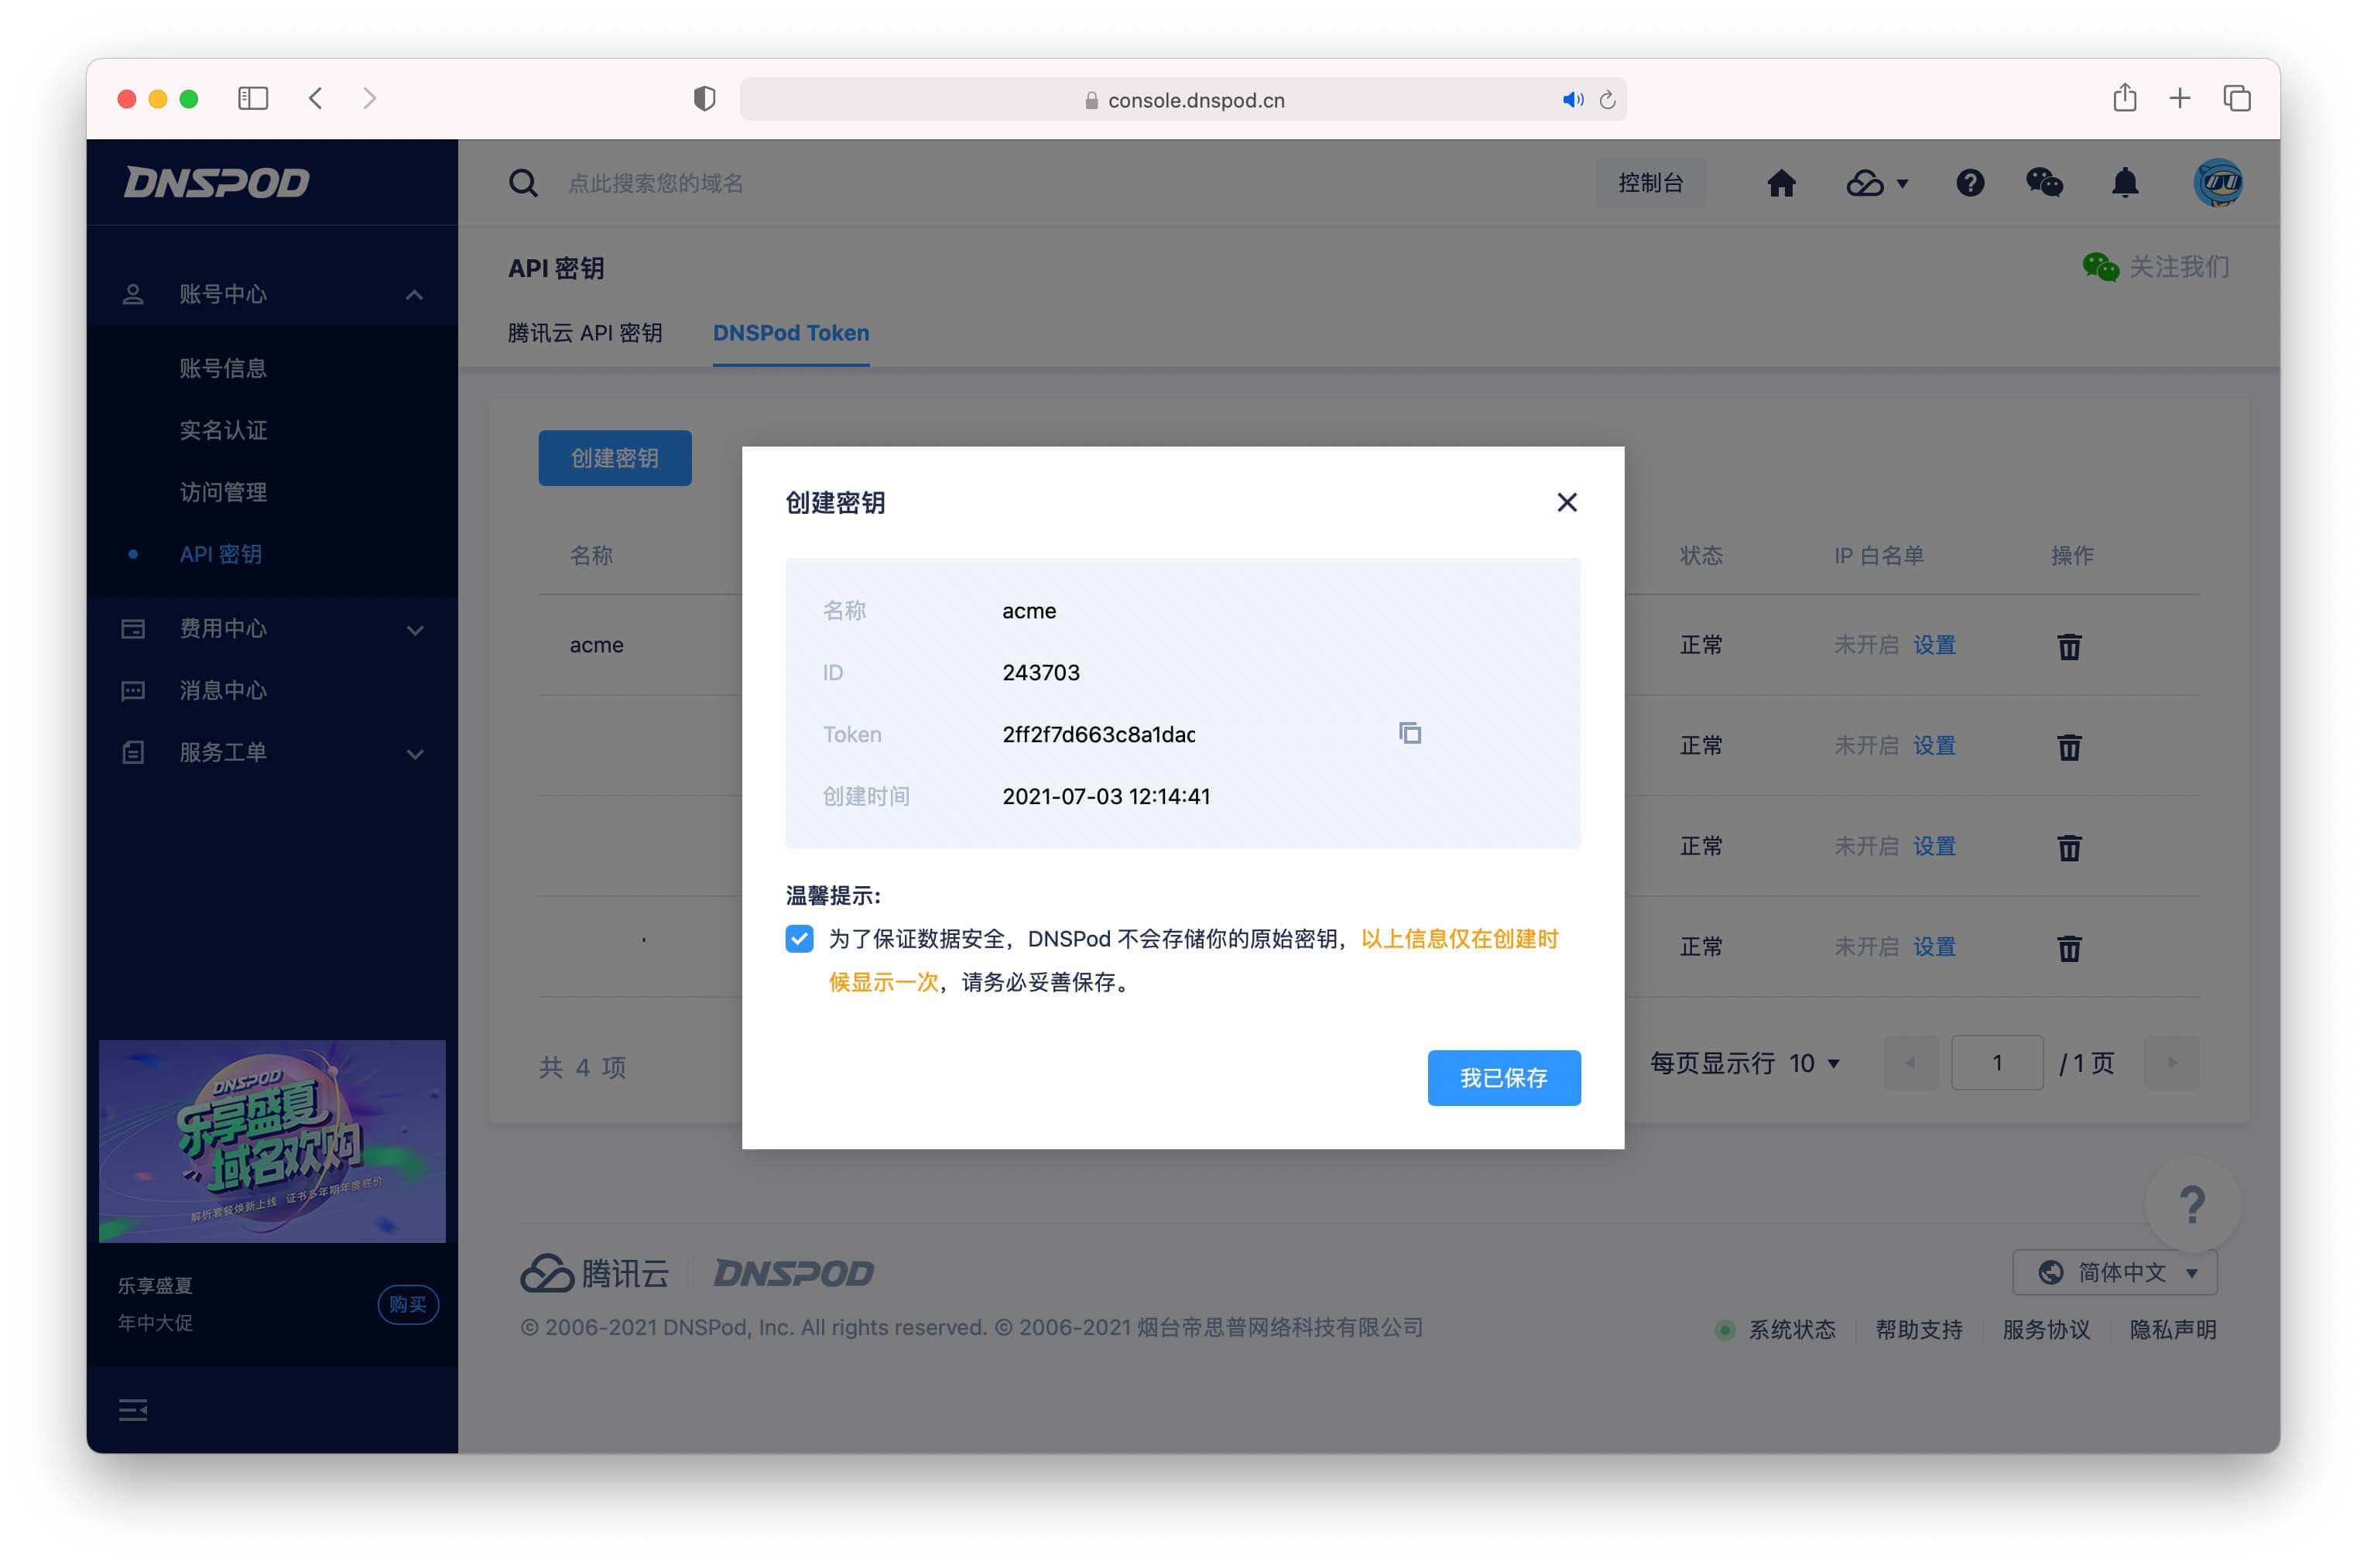 console.dnspod.cn
DNSPOD
点此搜索您的域名
控制台
账号中心
账号信息
实名认证
访问管理
API 密钥
费用中心
消息中心
服务工单
DNSPOD
乐享盛夏
域名欢购
解析套餐焕新上线 证书多年期年度底价
乐享盛夏
年中大促
购买
API 密钥
关注我们
腾讯云 API 密钥
DNSPod Token
创建密钥
名称
状态
IP 白名单
操作
acme
正常
未开启 设置
正常
未开启 设置
正常
未开启 设置
正常
未开启 设置
共 4 项
每页显示行 10
1
/ 1 页
创建密钥
名称 acme
ID 243703
Token 2ff2f7d663c8a1dac
创建时间 2021-07-03 12:14:41
温馨提示:
为了保证数据安全，DNSPod 不会存储你的原始密钥，以上信息仅在创建时
候显示一次，请务必妥善保存。
我已保存
?
腾讯云
DNSPOD
简体中文
© 2006-2021 DNSPod, Inc. All rights reserved. © 2006-2021 烟台帝思普网络科技有限公司
系统状态
帮助支持
服务协议
隐私声明